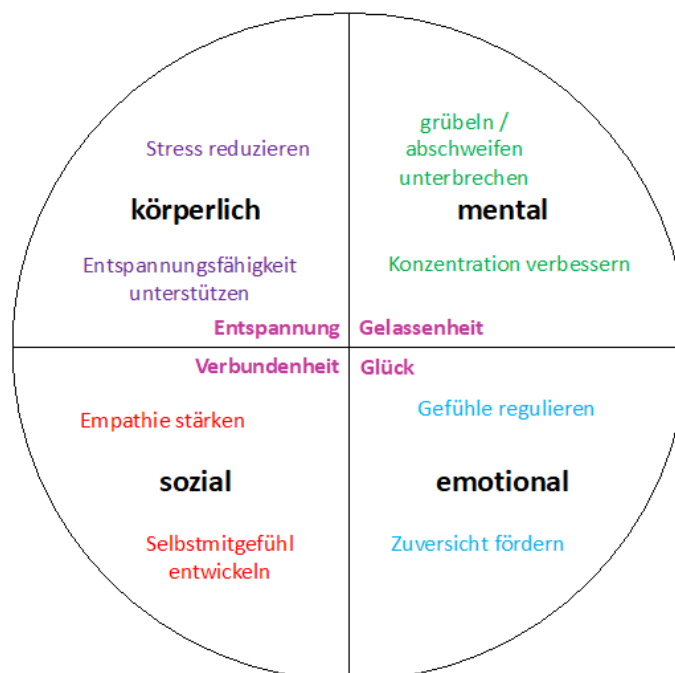 Stress reduzieren
körperlich
Entspannungsfähigkeit
unterstützen
Entspannung
grübeln /
abschweifen
unterbrechen
mental
Konzentration verbessern
Gelassenheit
Verbundenheit
Empathie stärken
sozial
Selbstmitgefühl
entwickeln
Glück
Gefühle regulieren
emotional
Zuversicht fördern